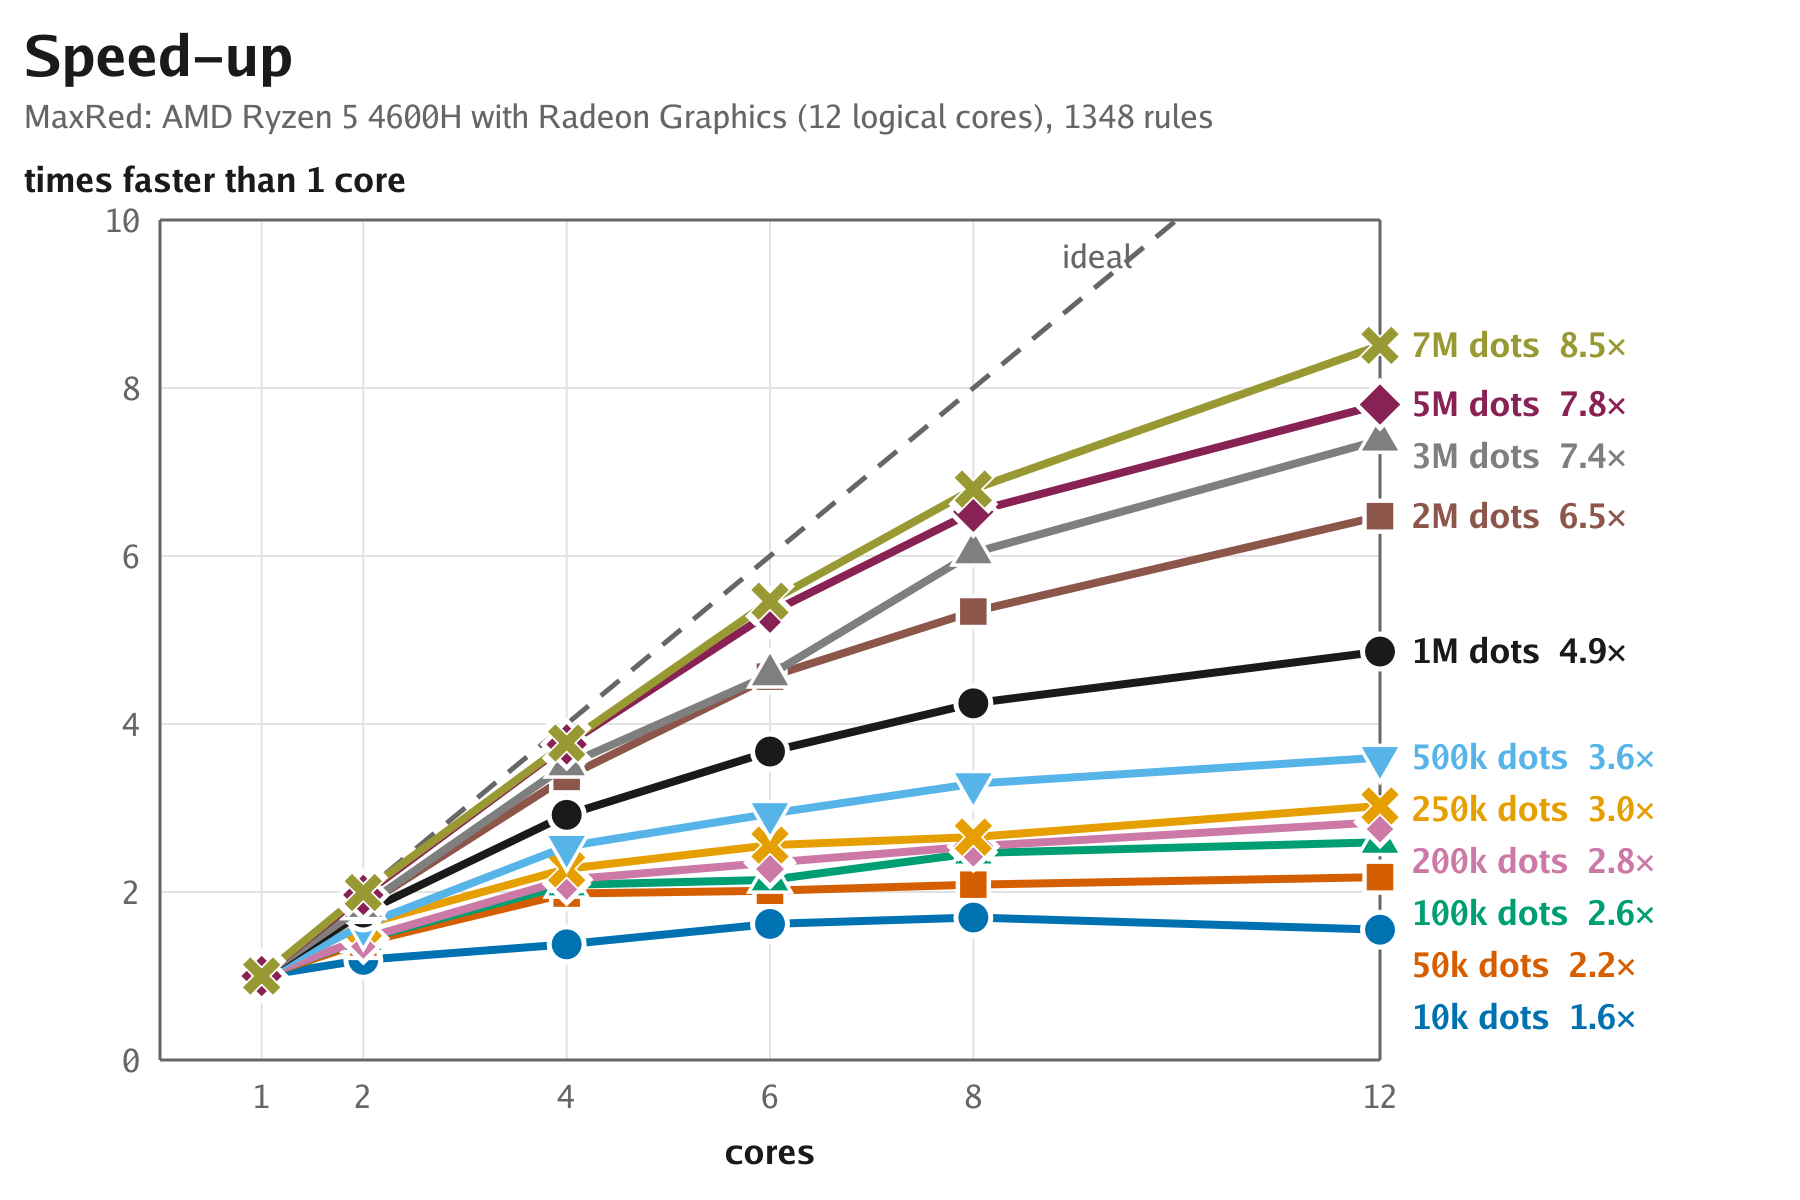 Speed-up
MaxRed: AMD Ryzen 5 4600H with Radeon Graphics (12 logical cores), 1348 rules
times faster than 1 core
10
ideal
7M dots 8.5×
8
5M dots 7.8×
3M dots 7.4×
2M dots 6.5×
6
1M dots 4.9×
4
500k dots 3.6×
250k dots 3.0×
200k dots 2.8×
2
100k dots 2.6×
50k dots 2.2×
10k dots 1.6×
0
1 2 4 6 8 12
cores